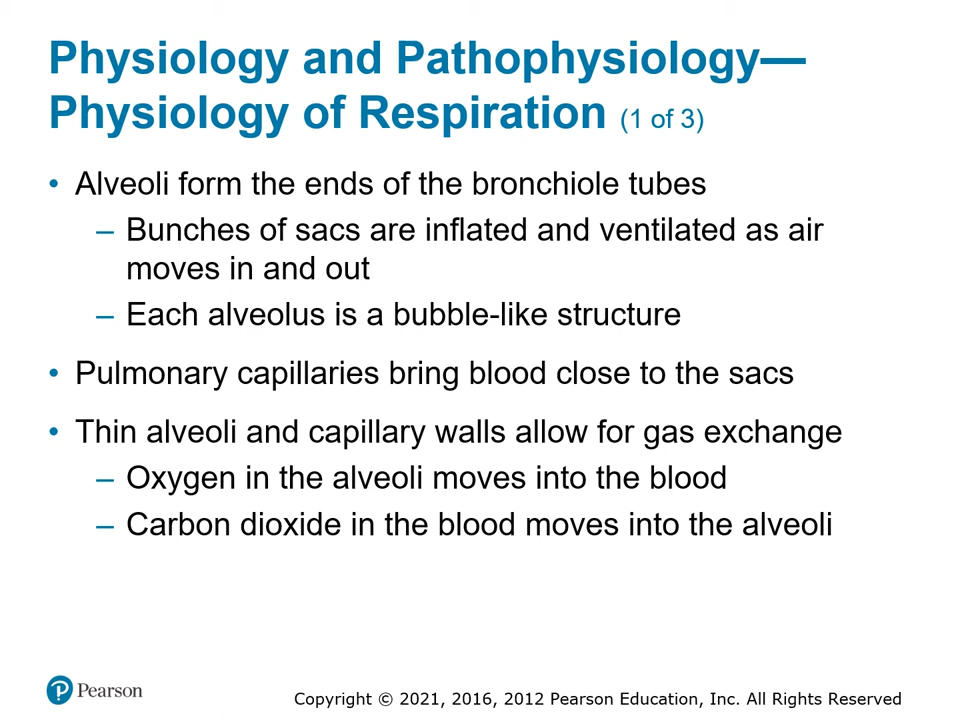 Physiology and Pathophysiology—
Physiology of Respiration (1 of 3)
• Alveoli form the ends of the bronchiole tubes
– Bunches of sacs are inflated and ventilated as air
moves in and out
– Each alveolus is a bubble-like structure
• Pulmonary capillaries bring blood close to the sacs
• Thin alveoli and capillary walls allow for gas exchange
– Oxygen in the alveoli moves into the blood
– Carbon dioxide in the blood moves into the alveoli
P Pearson
Copyright © 2021, 2016, 2012 Pearson Education, Inc. All Rights Reserved